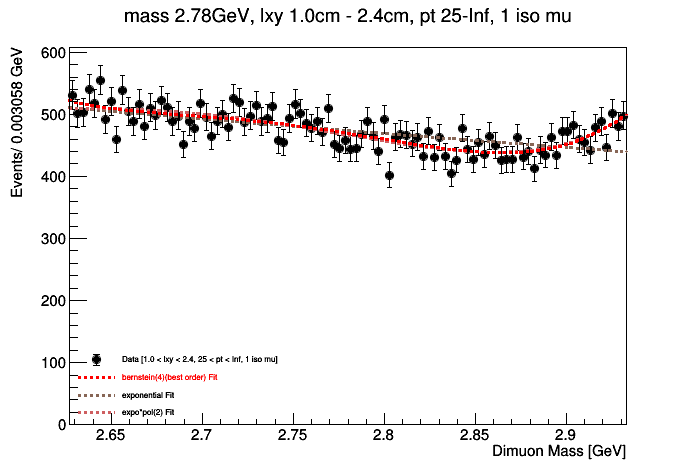 mass 2.78GeV, lxy 1.0cm - 2.4cm, pt 25-Inf, 1 iso mu
Events/ 0.003058 GeV
600
500
400
300
200
100
0
Data [1.0 < lxy < 2.4, 25 < pt < Inf, 1 iso mu]
bernstein(4)(best order) Fit
exponential Fit
expo*pol(2) Fit
2.65 2.7 2.75 2.8 2.85 2.9
Dimuon Mass [GeV]